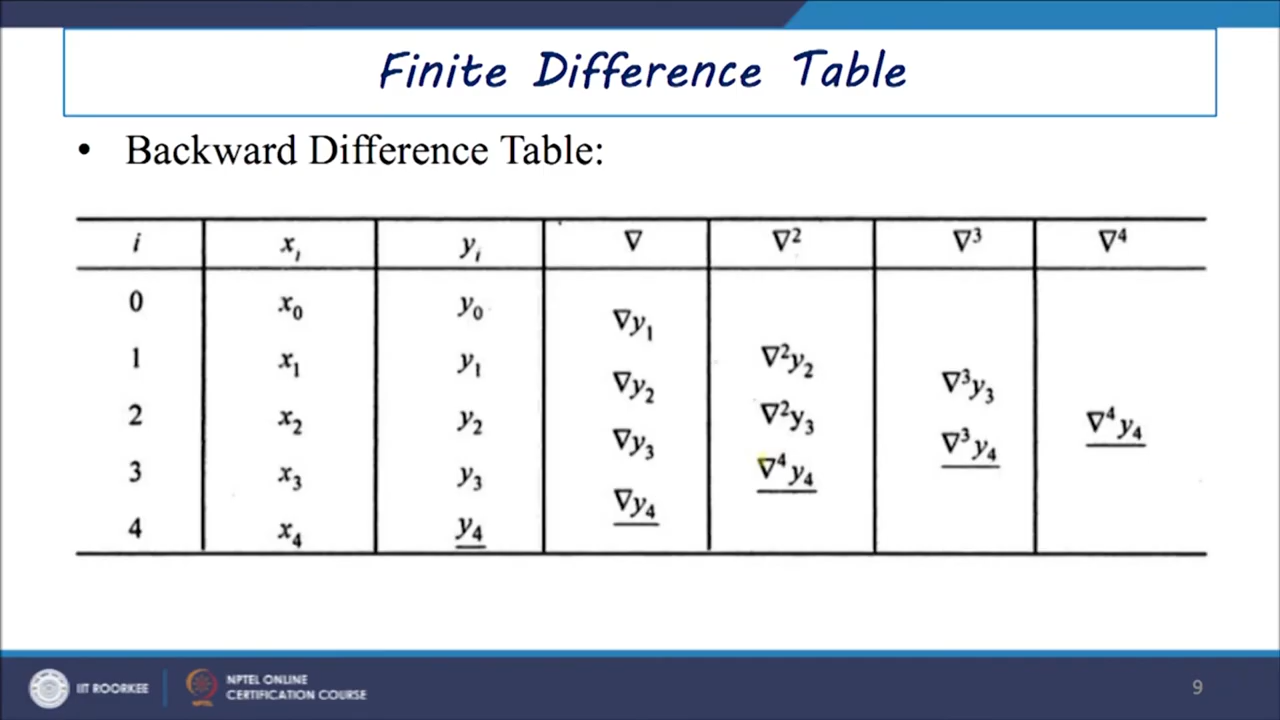 Finite Difference Table
• Backward Difference Table:
i xᵢ yᵢ ∇ ∇² ∇³ ∇⁴
0 x₀ y₀
∇y₁
1 x₁ y₁ ∇²y₂
∇y₂ ∇³y₃
2 x₂ y₂ ∇²y₃ ∇⁴y₄
∇y₃ ∇³y₄
3 x₃ y₃ ∇⁴y₄
∇y₄
4 x₄ y₄
IIT ROORKEE
NPTEL ONLINE
CERTIFICATION COURSE
9